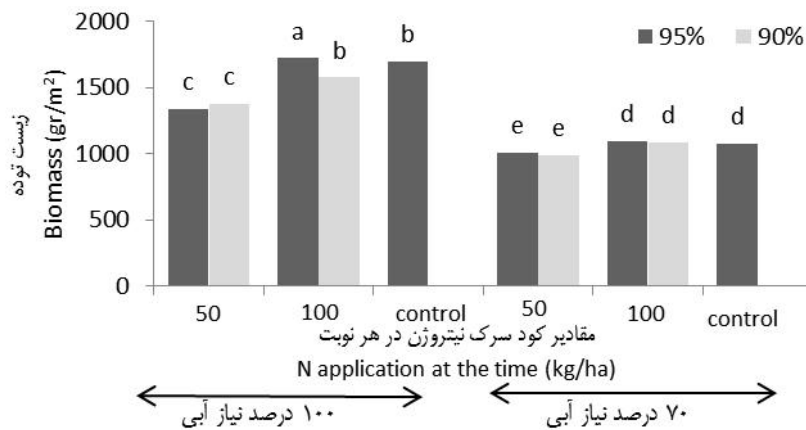 زیست توده
Biomass (gr/m²)
2000
1500
1000
500
0
95% 90%
c c a b b e e d d d
50 100 control 50 100 control
مقادیر کود سرک نیتروژن در هر نوبت
N application at the time (kg/ha)
۱۰۰ درصد نیاز آبی ۷۰ درصد نیاز آبی